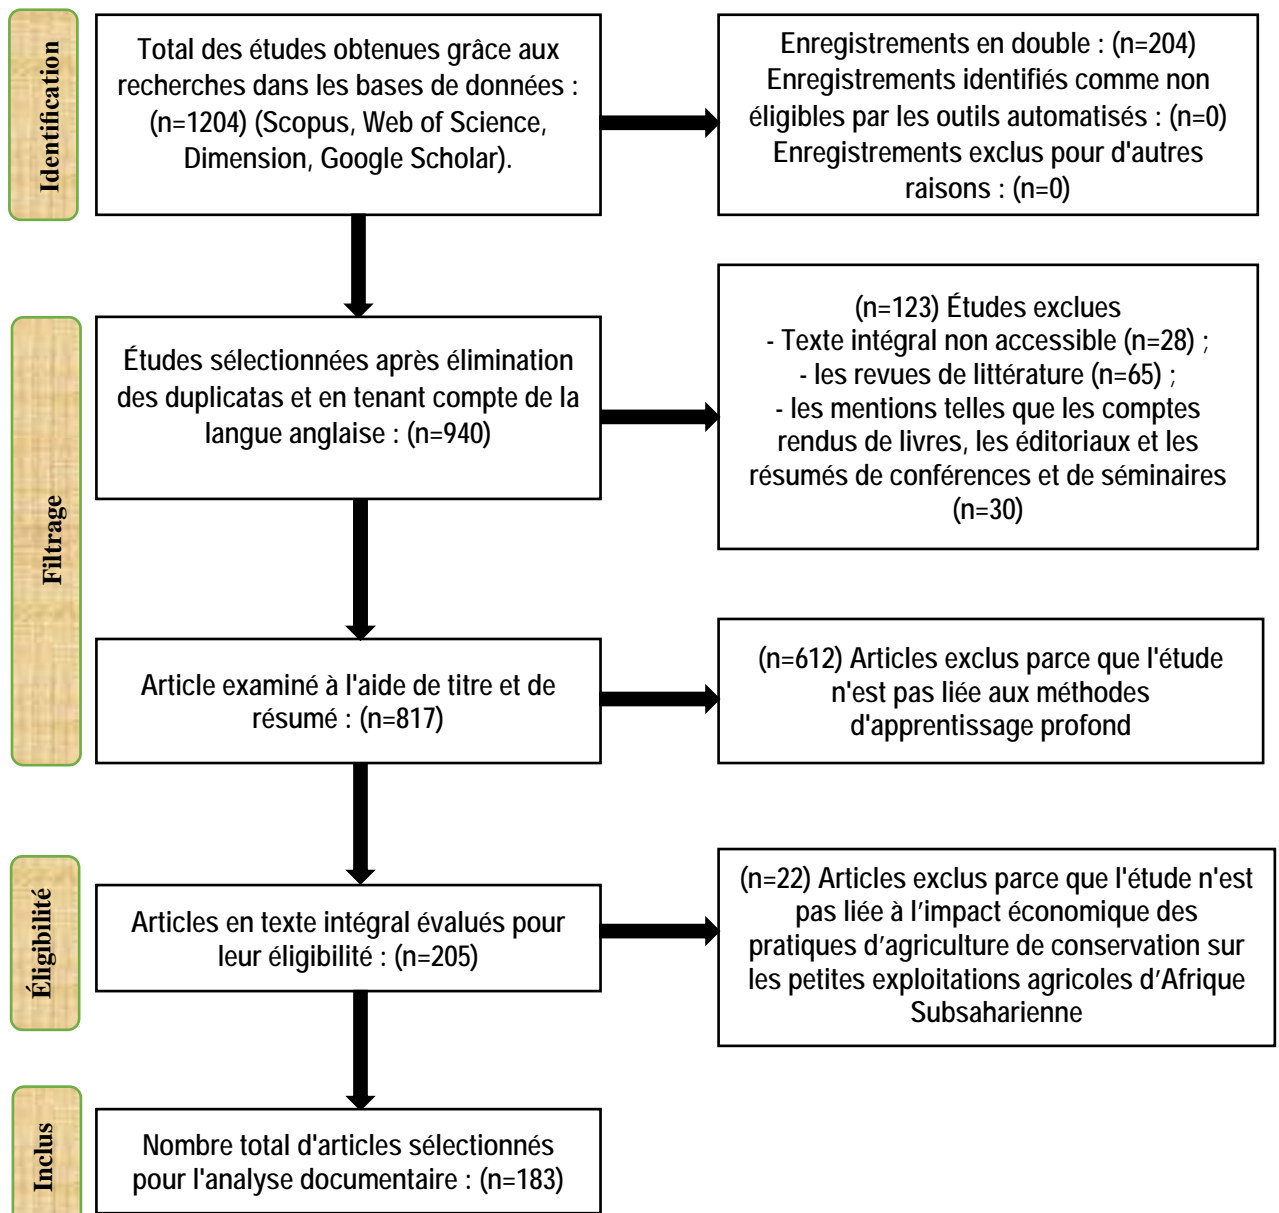 Identification
Total des études obtenues grâce aux
recherches dans les bases de données :
(n=1204) (Scopus, Web of Science,
Dimension, Google Scholar).
Enregistrements en double : (n=204)
Enregistrements identifiés comme non
éligibles par les outils automatisés : (n=0)
Enregistrements exclus pour d'autres
raisons : (n=0)
Filtrage
Études sélectionnées après élimination
des duplicatas et en tenant compte de la
langue anglaise : (n=940)
(n=123) Études exclues
- Texte intégral non accessible (n=28) ;
- les revues de littérature (n=65) ;
- les mentions telles que les comptes
rendus de livres, les éditoriaux et les
résumés de conférences et de séminaires
(n=30)
Article examiné à l'aide de titre et de
résumé : (n=817)
(n=612) Articles exclus parce que l'étude
n'est pas liée aux méthodes
d'apprentissage profond
Éligibilité
Articles en texte intégral évalués pour
leur éligibilité : (n=205)
(n=22) Articles exclus parce que l'étude n'est
pas liée à l’impact économique des
pratiques d’agriculture de conservation sur
les petites exploitations agricoles d’Afrique
Subsaharienne
Inclus
Nombre total d'articles sélectionnés
pour l'analyse documentaire : (n=183)